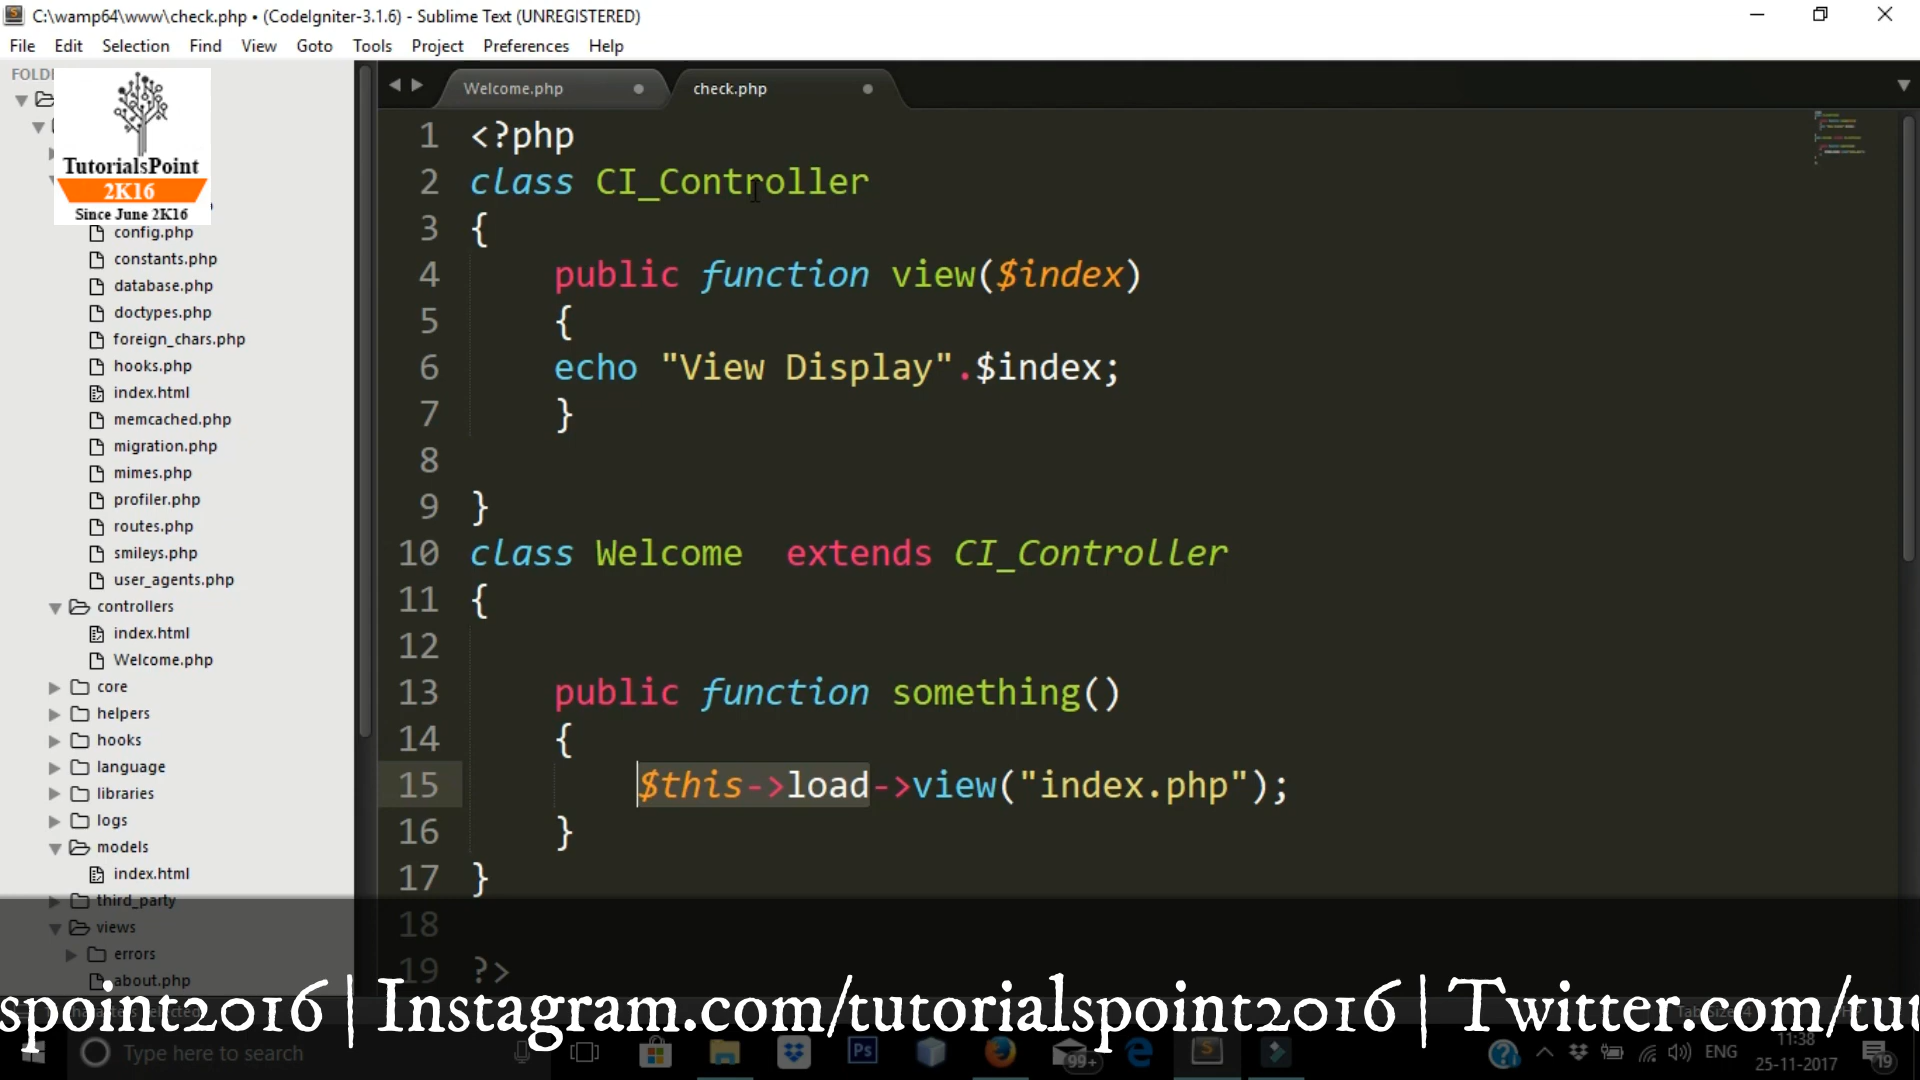 C:\wamp64\www\check.php • (CodeIgniter-3.1.6) - Sublime Text (UNREGISTERED)
File Edit Selection Find View Goto Tools Project Preferences Help
FOLD
TutorialsPoint
2K16
Since June 2K16
config.php
constants.php
database.php
doctypes.php
foreign_chars.php
hooks.php
index.html
memcached.php
migration.php
mimes.php
profiler.php
routes.php
smileys.php
user_agents.php
controllers
index.html
Welcome.php
core
helpers
hooks
language
libraries
logs
models
index.html
third_party
views
errors
about.php
Welcome.php check.php
1 <?php
2 class CI_Controller
3 {
4 public function view($index)
5 {
6 echo "View Display".$index;
7 }
8
9 }
10 class Welcome extends CI_Controller
11 {
12
13 public function something()
14 {
15 $this->load->view("index.php");
16 }
17 }
18
19 ?>
spoint2016 | Instagram.com/tutorialspoint2016 | Twitter.com/tut
Type here to search
Ps
99+
ENG
11:38
25-11-2017
19